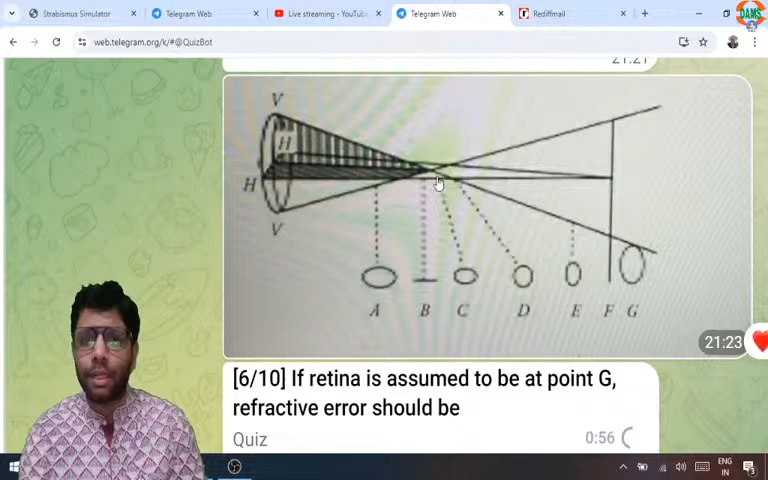 Strabismus Simulator
Telegram Web
Live streaming - YouTube
Telegram Web
Rediffmail
DAMS
web.telegram.org/k/#@QuizBot
21:21
V
H
H
V
A B C D E F G
21:23
[6/10] If retina is assumed to be at point G,
refractive error should be
Quiz
0:56
ENG
IN